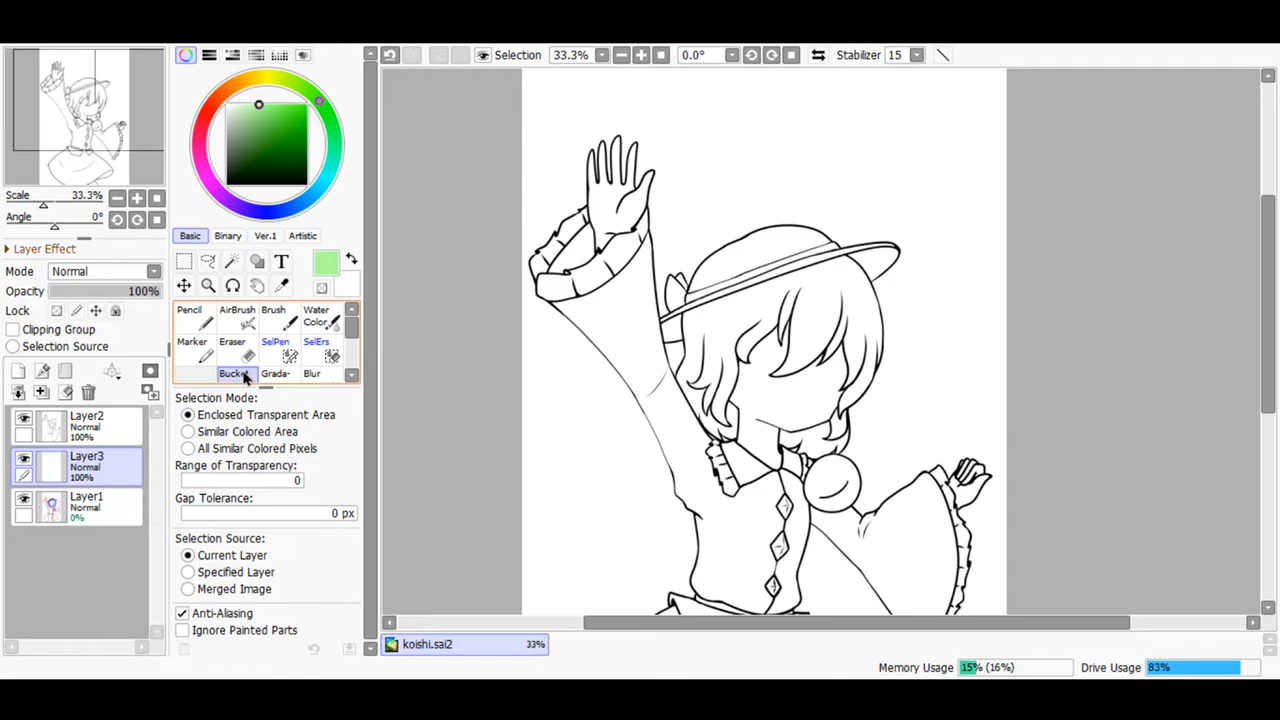 Selection 33.3% 0.0° Stabilizer 15
Scale 33.3%
Angle 0°
Layer Effect
Mode Normal
Opacity 100%
Lock
Clipping Group
Selection Source
Layer2
Normal
100%
Layer3
Normal
100%
Layer1
Normal
0%
Basic Binary Ver.1 Artistic
T
Pencil AirBrush Brush Water
Color
Marker Eraser SelPen SelErs
Grada- Blur
Selection Mode:
Enclosed Transparent Area
Similar Colored Area
All Similar Colored Pixels
Range of Transparency:
0
Gap Tolerance:
0 px
Selection Source:
Current Layer
Specified Layer
Merged Image
Anti-Aliasing
Ignore Painted Parts
koishi.sai2 33%
Memory Usage 15% (16%) Drive Usage 83%